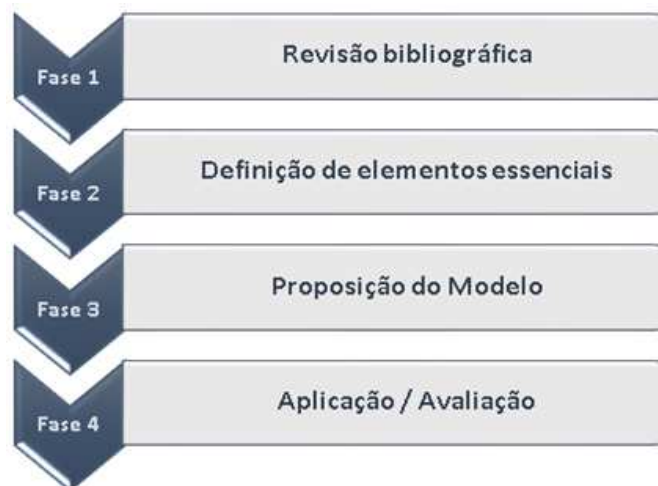 Fase 1
Revisão bibliográfica
Fase 2
Definição de elementos essenciais
Fase 3
Proposição do Modelo
Fase 4
Aplicação / Avaliação